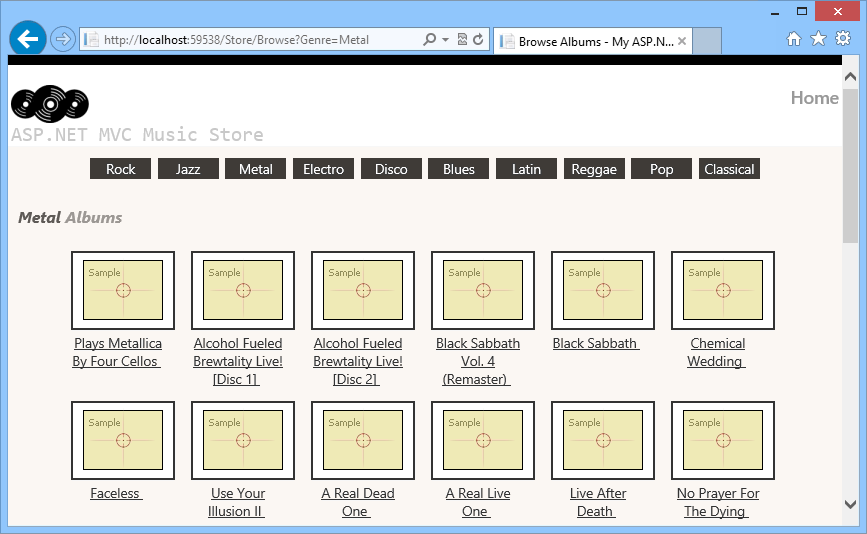 http://localhost:59538/Store/Browse?Genre=Metal
Browse Albums - My ASP.N...
Home
ASP.NET MVC Music Store
Rock Jazz Metal Electro Disco Blues Latin Reggae Pop Classical
Metal Albums
Sample Sample Sample Sample Sample Sample
Plays Metallica Alcohol Fueled Alcohol Fueled Black Sabbath Black Sabbath Chemical
By Four Cellos Brewtality Live! Brewtality Live! Vol. 4 Wedding
[Disc 1] [Disc 2] (Remaster)
Sample Sample Sample Sample Sample Sample
Faceless Use Your A Real Dead A Real Live Live After No Prayer For
Illusion II One One Death The Dying